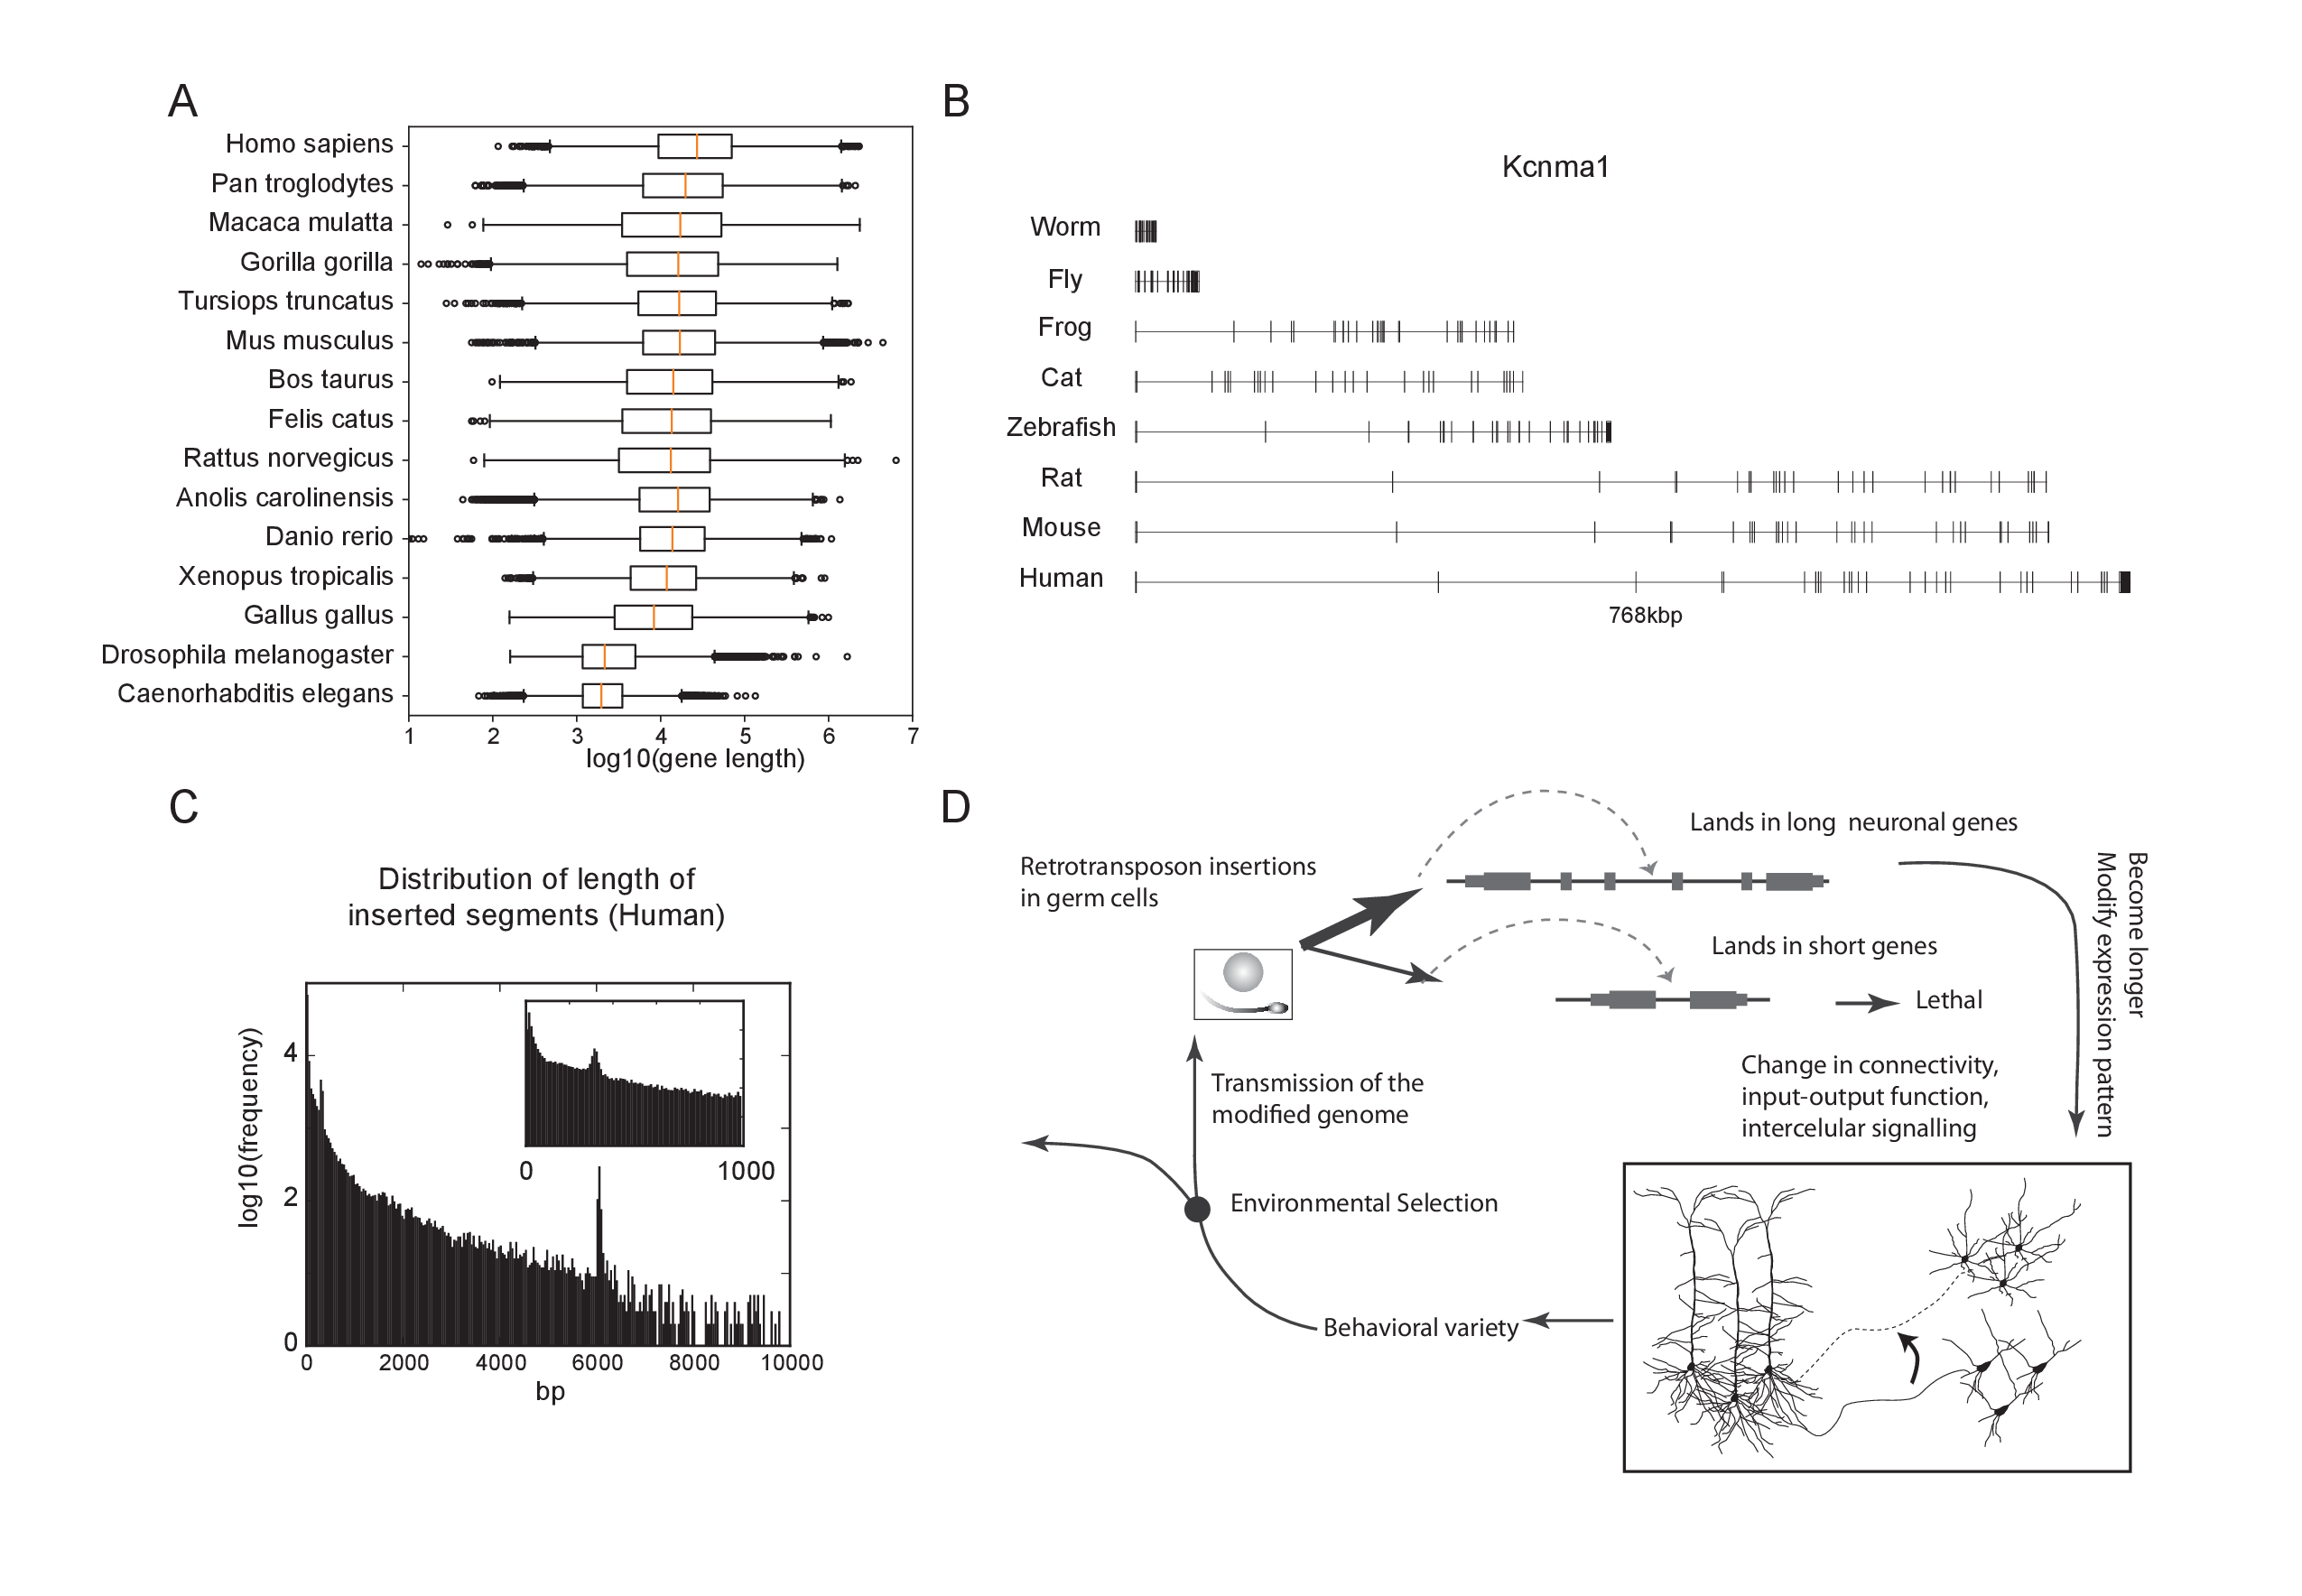 A
Homo sapiens
Pan troglodytes
Macaca mulatta
Gorilla gorilla
Tursiops truncatus
Mus musculus
Bos taurus
Felis catus
Rattus norvegicus
Anolis carolinensis
Danio rerio
Xenopus tropicalis
Gallus gallus
Drosophila melanogaster
Caenorhabditis elegans
1 2 3 4 5 6 7
log10(gene length)
B
Kcnma1
Worm
Fly
Frog
Cat
Zebrafish
Rat
Mouse
Human
768kbp
C
Distribution of length of
inserted segments (Human)
log10(frequency)
4
2
0
0 1000
0 2000 4000 6000 8000 10000
bp
D
Retrotransposon insertions
in germ cells
Lands in long neuronal genes
Lands in short genes
Lethal
Become longer
Modify expression pattern
Change in connectivity,
input-output function,
intercelular signalling
Transmission of the
modified genome
Environmental Selection
Behavioral variety